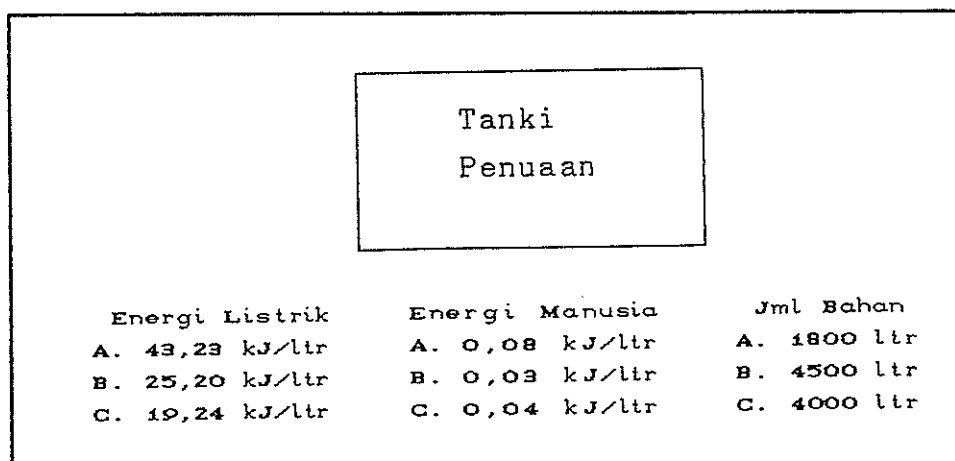 Tanki
Penuaan
Energi Listrik Energi Manusia Jml Bahan
A. 43,23 kJ/ltr A. 0,08 kJ/ltr A. 1800 ltr
B. 25,20 kJ/ltr B. 0,03 kJ/ltr B. 4500 ltr
C. 19,24 kJ/ltr C. 0,04 kJ/ltr C. 4000 ltr